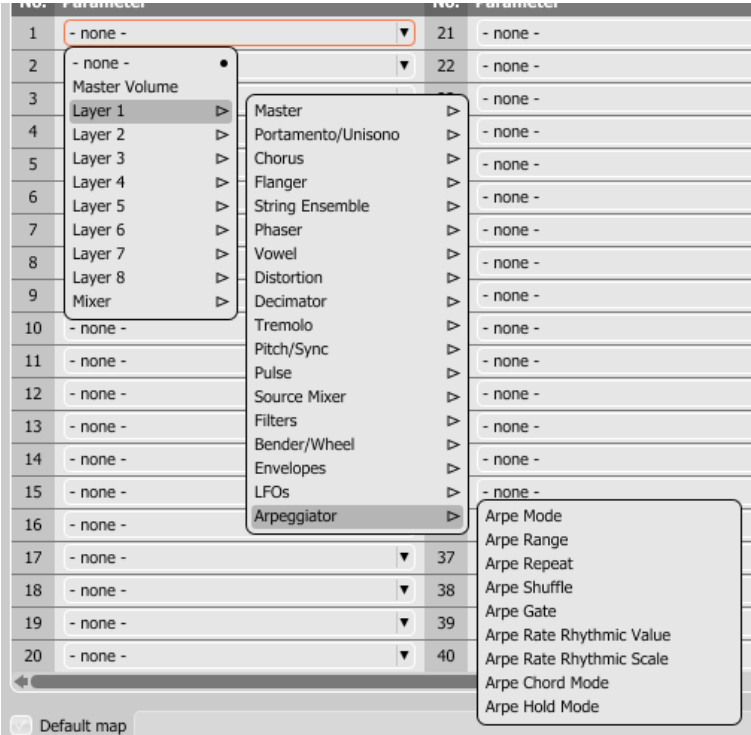 No. Parameter No. Parameter
1 - none - 21 - none -
2 22 - none -
3 - none -
4 - none -
5 - none -
6 - none -
7 - none -
8 - none -
9 - none -
10 - none - - none -
11 - none - - none -
12 - none - - none -
13 - none - - none -
14 - none - - none -
15 - none - - none -
16 - none -
17 - none - 37
18 - none - 38
19 - none - 39
20 - none - 40
Default map
- none -
Master Volume
Layer 1
Layer 2
Layer 3
Layer 4
Layer 5
Layer 6
Layer 7
Layer 8
Mixer
Master
Portamento/Unisono
Chorus
Flanger
String Ensemble
Phaser
Vowel
Distortion
Decimator
Tremolo
Pitch/Sync
Pulse
Source Mixer
Filters
Bender/Wheel
Envelopes
LFOs
Arpeggiator
Arpe Mode
Arpe Range
Arpe Repeat
Arpe Shuffle
Arpe Gate
Arpe Rate Rhythmic Value
Arpe Rate Rhythmic Scale
Arpe Chord Mode
Arpe Hold Mode